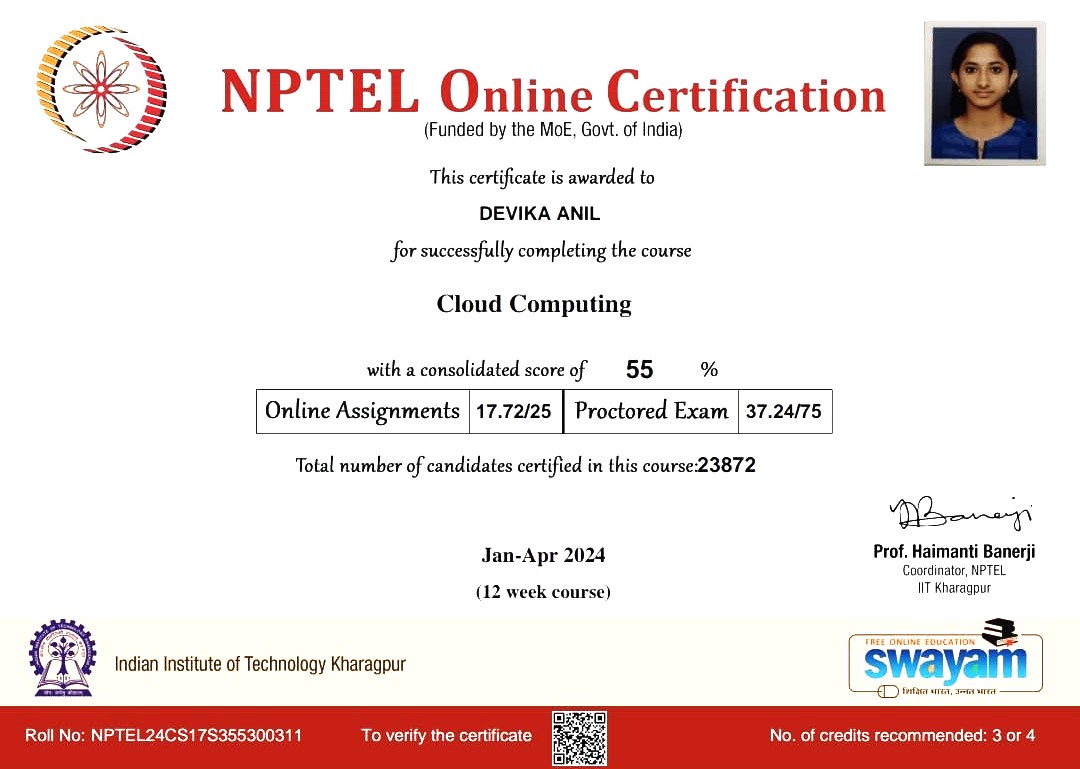 NPTEL Online Certification
(Funded by the MoE, Govt. of India)
This certificate is awarded to
DEVIKA ANIL
for successfully completing the course
Cloud Computing
with a consolidated score of 55 %
Online Assignments 17.72/25 Proctored Exam 37.24/75
Total number of candidates certified in this course:23872
Jan-Apr 2024
(12 week course)
Prof. Haimanti Banerji
Coordinator, NPTEL
IIT Kharagpur
Indian Institute of Technology Kharagpur
FREE ONLINE EDUCATION
swayam
शिक्षित भारत, उन्नत भारत
Roll No: NPTEL24CS17S355300311 To verify the certificate No. of credits recommended: 3 or 4